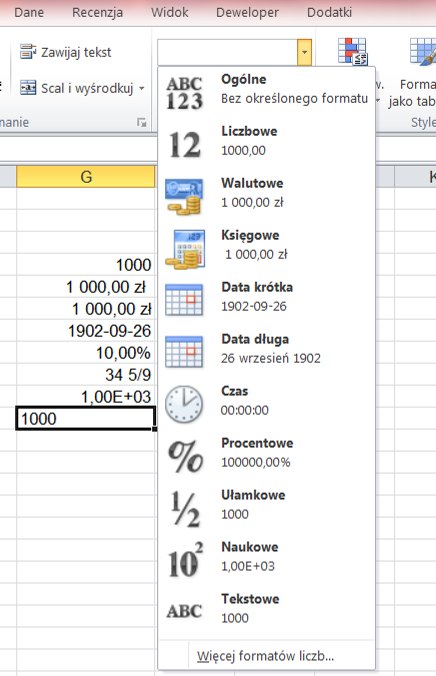 Dane Recenzja Widok Deweloper Dodatki
Zawijaj tekst
Scal i wyśrodkuj
nanie
Forma
jako tab
Style
w.
G
K
1000
1 000,00 zł
1 000,00 zł
1902-09-26
10,00%
34 5/9
1,00E+03
1000
ABC
123
Ogólne
Bez określonego formatu
12
Liczbowe
1000,00
Walutowe
1 000,00 zł
Księgowe
1 000,00 zł
Data krótka
1902-09-26
Data długa
26 wrzesień 1902
Czas
00:00:00
%
Procentowe
100000,00%
½
Ułamkowe
1000
10²
Naukowe
1,00E+03
ABC
Tekstowe
1000
Więcej formatów liczb...